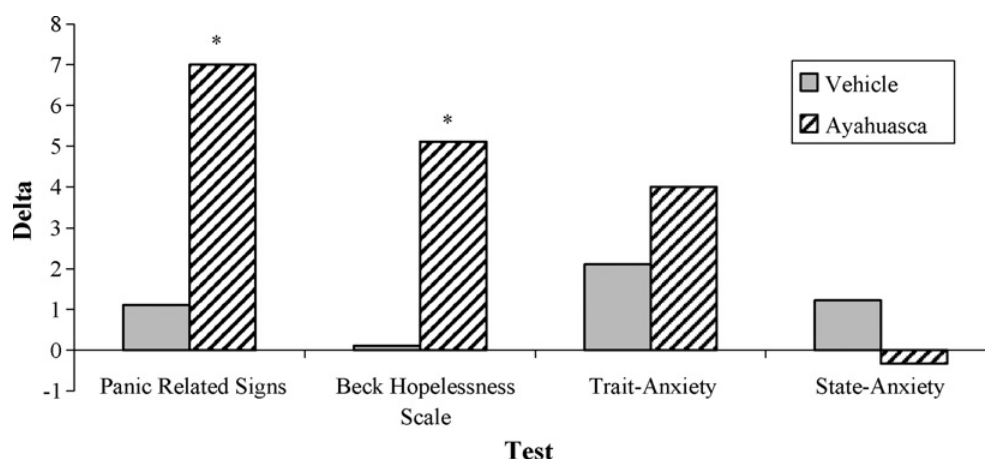 8
7
6
5
4
3
2
1
0
-1
Delta
*
*
Vehicle
Ayahuasca
Panic Related Signs
Beck Hopelessness
Scale
Trait-Anxiety
State-Anxiety
Test